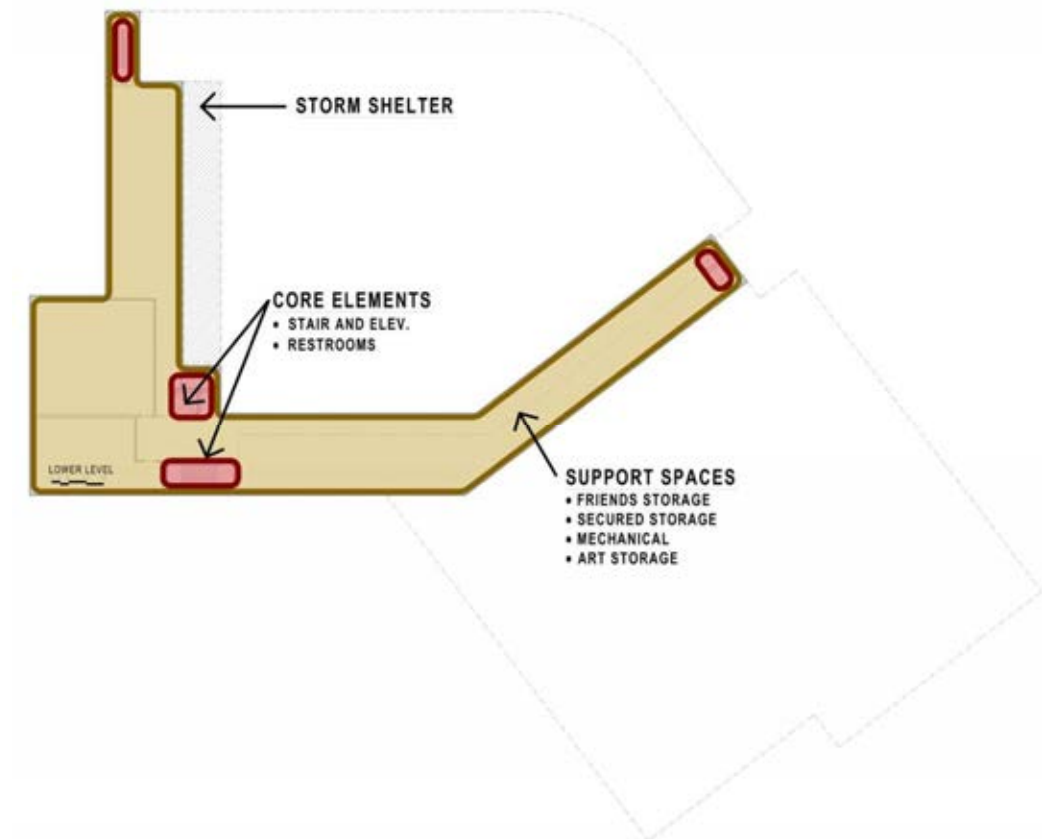 STORM SHELTER
CORE ELEMENTS
• STAIR AND ELEV.
• RESTROOMS
LOWER LEVEL
SUPPORT SPACES
• FRIENDS STORAGE
• SECURED STORAGE
• MECHANICAL
• ART STORAGE